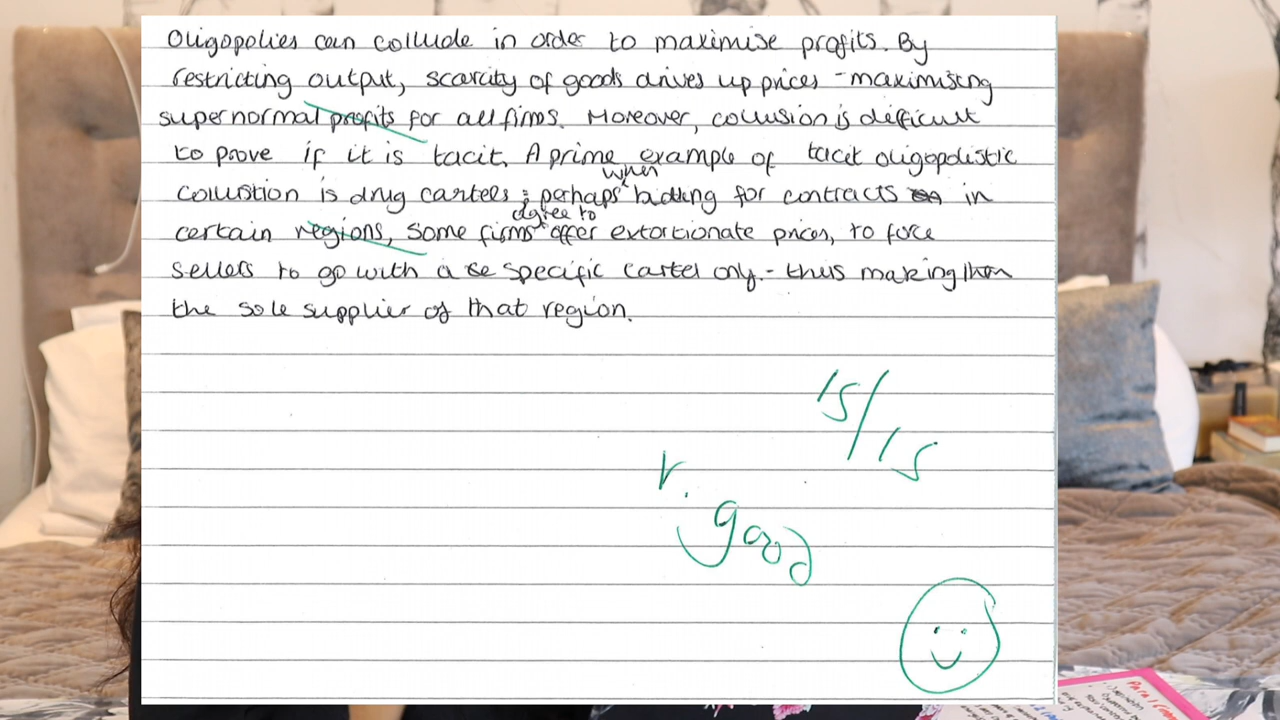 Oligopolies can collude in order to maximise profits. By
restricting output, scarcity of goods drives up prices - maximising
supernormal profits for all firms. Moreover, collusion is difficult
to prove if it is tacit. A prime example of tacit oligopolistic
collustion is drug cartels; perhaps when bidding for contracts in
certain regions, some firms agree to offer extortionate prices, to force
sellers to go with a specific cartel only - thus making them
the sole supplier of that region.
15/15
V. good